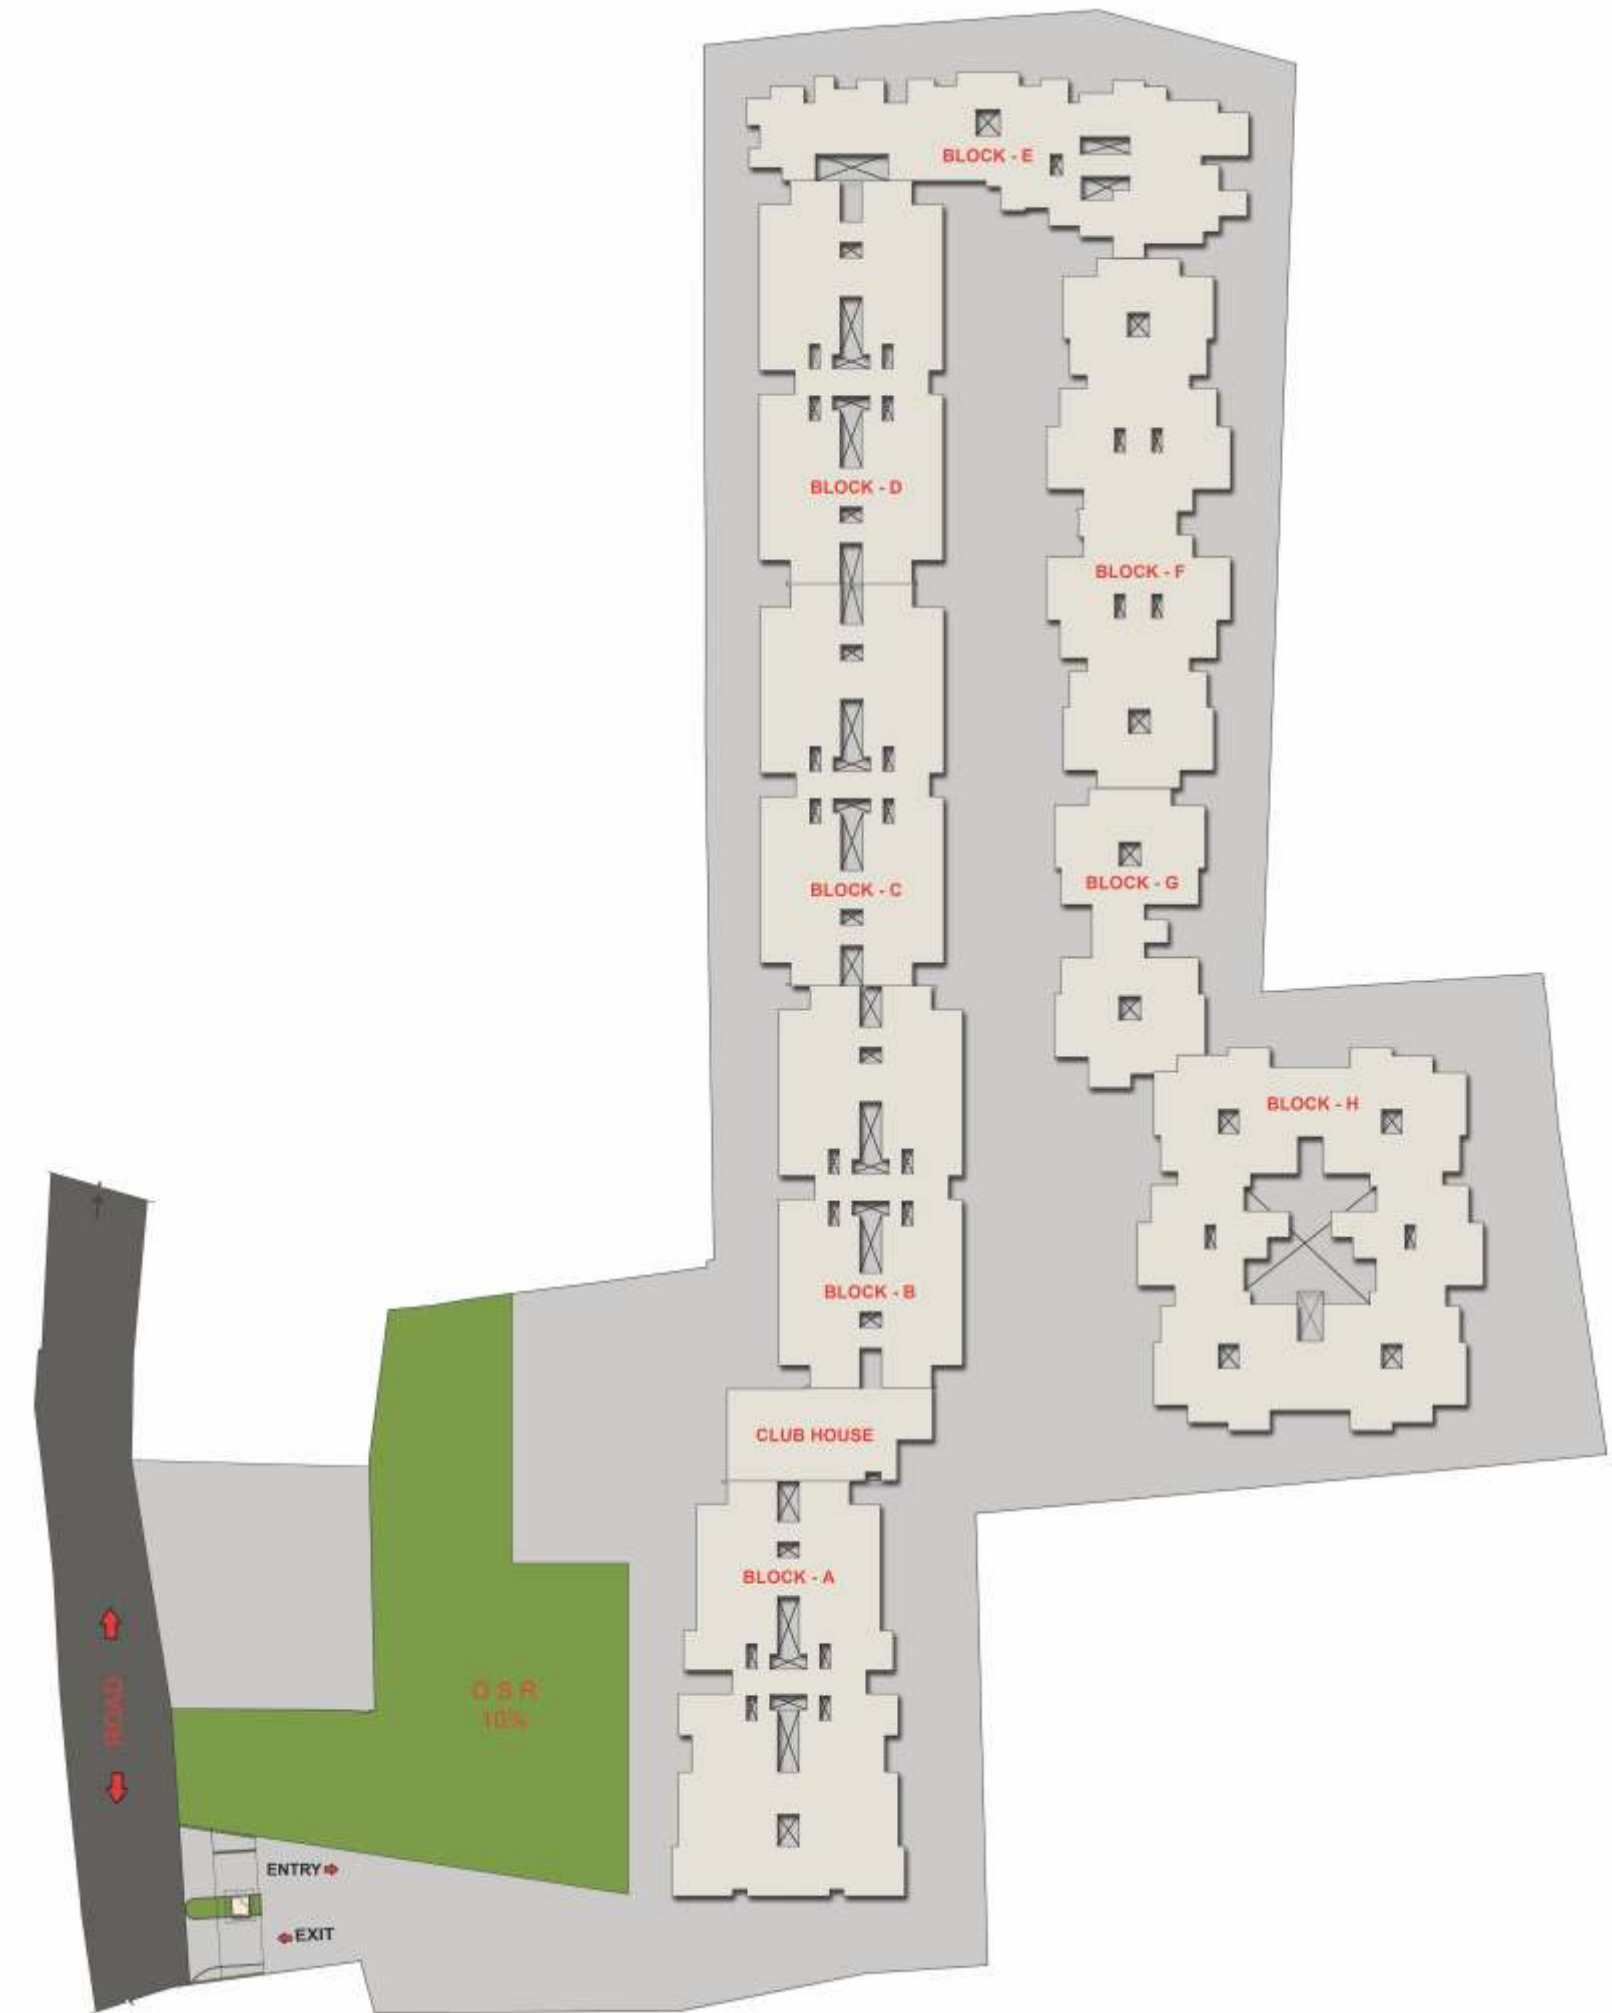 BLOCK - E
BLOCK - D
BLOCK - F
BLOCK - C
BLOCK - G
BLOCK - H
BLOCK - B
CLUB HOUSE
BLOCK - A
ROAD
O S R
10%
ENTRY
EXIT